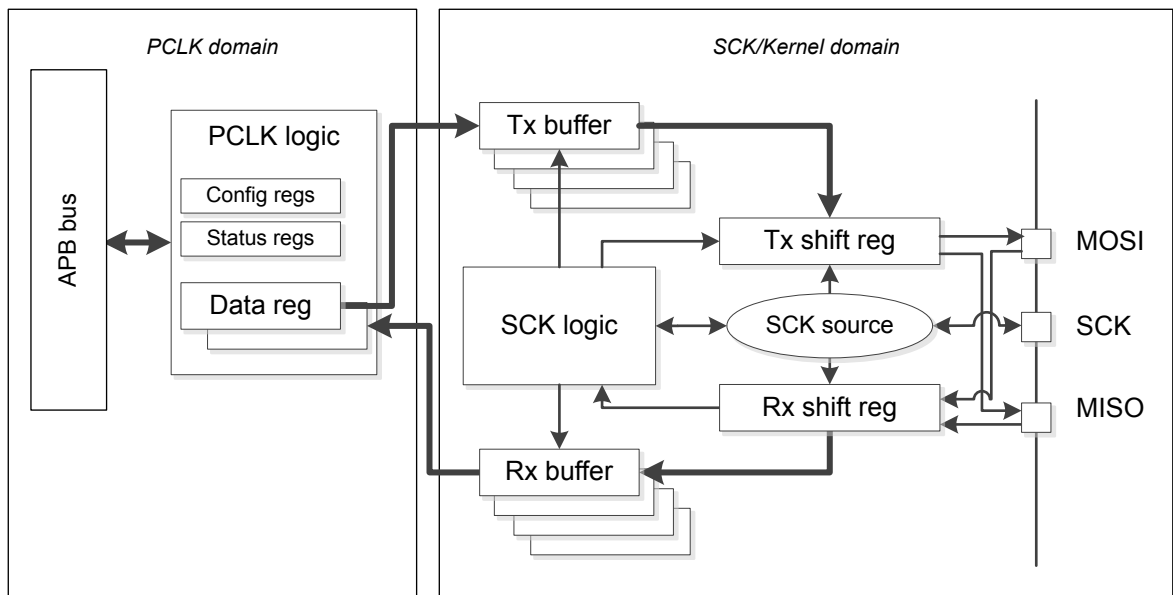 PCLK domain
SCK/Kernel domain
APB bus
PCLK logic
Config regs
Status regs
Data reg
Tx buffer
Tx shift reg
SCK logic
SCK source
Rx shift reg
Rx buffer
MOSI
SCK
MISO